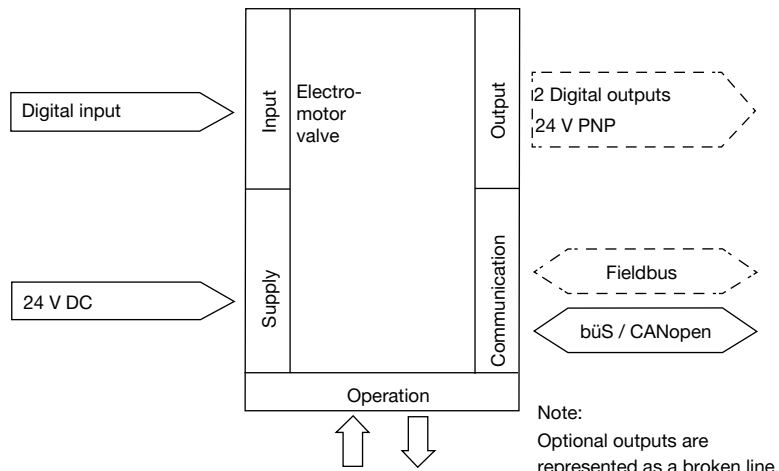 Digital input
Input
Electro-
motor
valve
Output
2 Digital outputs
24 V PNP
24 V DC
Supply
Communication
Fieldbus
büS / CANopen
Operation
Note:
Optional outputs are
represented as a broken line